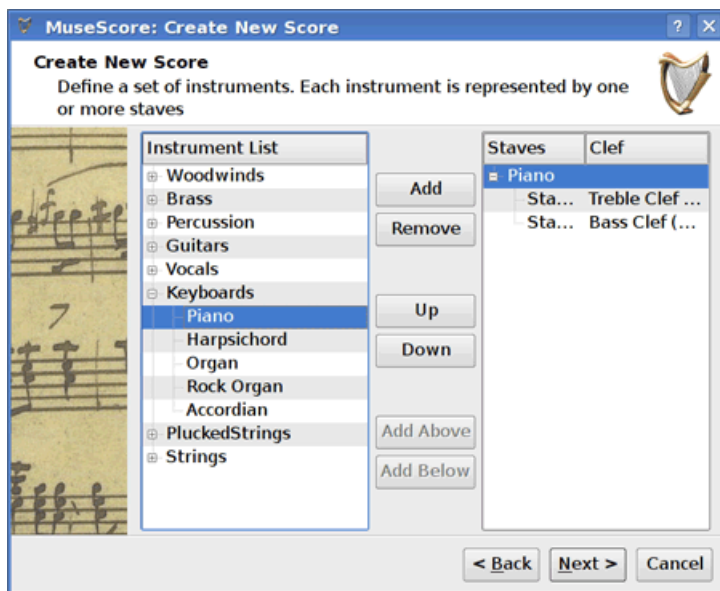 MuseScore: Create New Score
Create New Score
Define a set of instruments. Each instrument is represented by one
or more staves
Instrument List
Woodwinds
Brass
Percussion
Guitars
Vocals
Keyboards
Piano
Harpsichord
Organ
Rock Organ
Accordian
PluckedStrings
Strings
Add
Remove
Up
Down
Add Above
Add Below
Staves Clef
Piano
Sta... Treble Clef ...
Sta... Bass Clef (...
< Back Next > Cancel